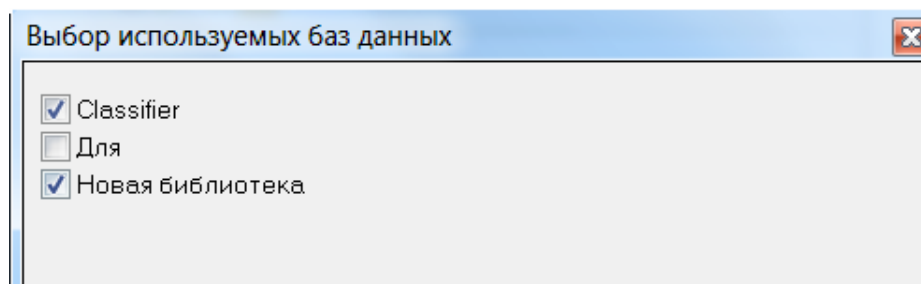 Выбор используемых баз данных
Classifier
Для
Новая библиотека